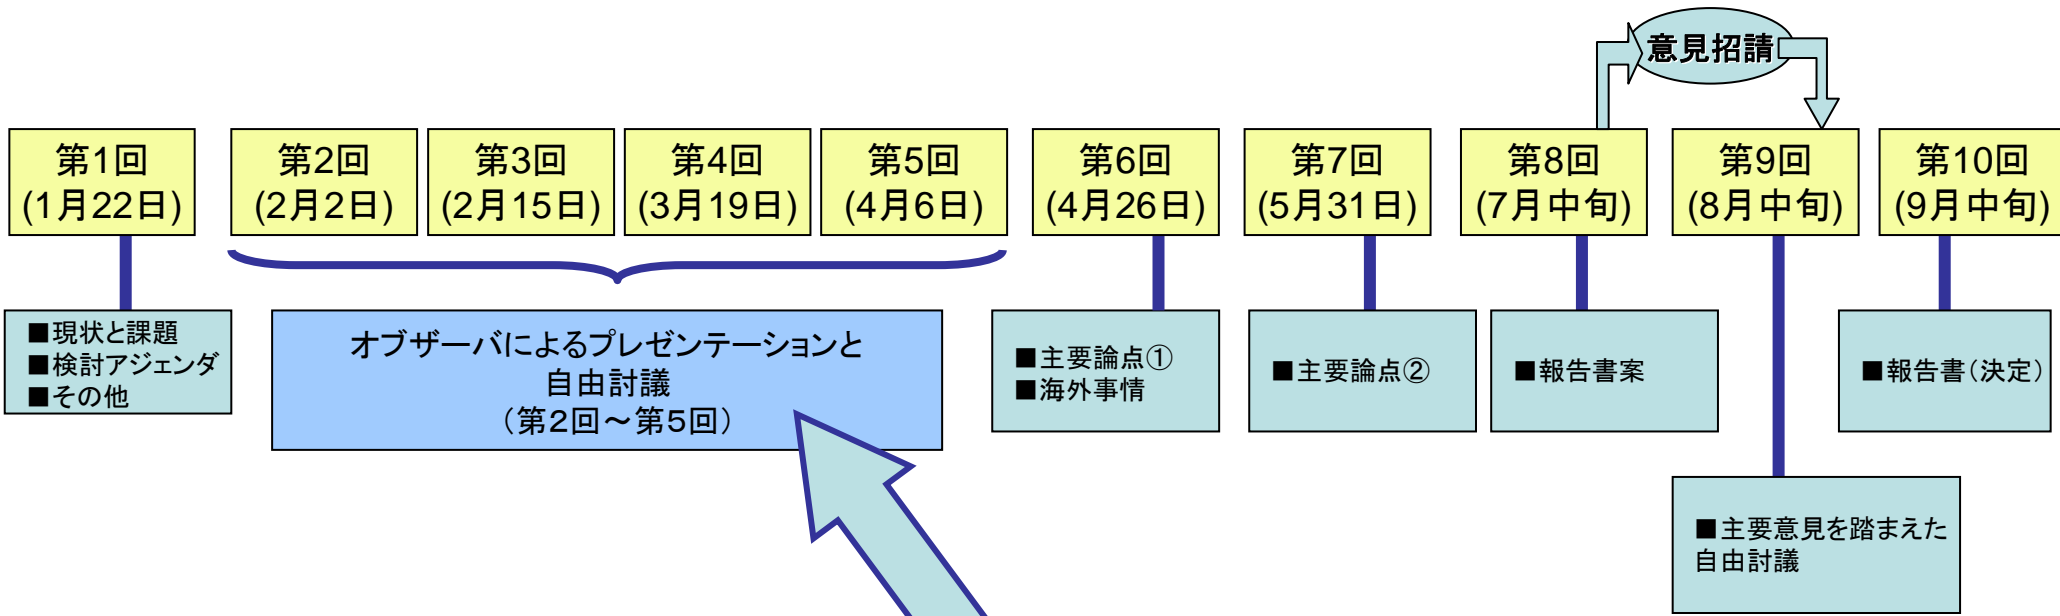 意見招請
第1回
(1月22日)
第2回
(2月2日)
第3回
(2月15日)
第4回
(3月19日)
第5回
(4月6日)
第6回
(4月26日)
第7回
(5月31日)
第8回
(7月中旬)
第9回
(8月中旬)
第10回
(9月中旬)
■現状と課題
■検討アジェンダ
■その他
オブザーバによるプレゼンテーションと
自由討議
（第２回～第５回）
■主要論点①
■海外事情
■主要論点②
■報告書案
■報告書（決定）
■主要意見を踏まえた
自由討議